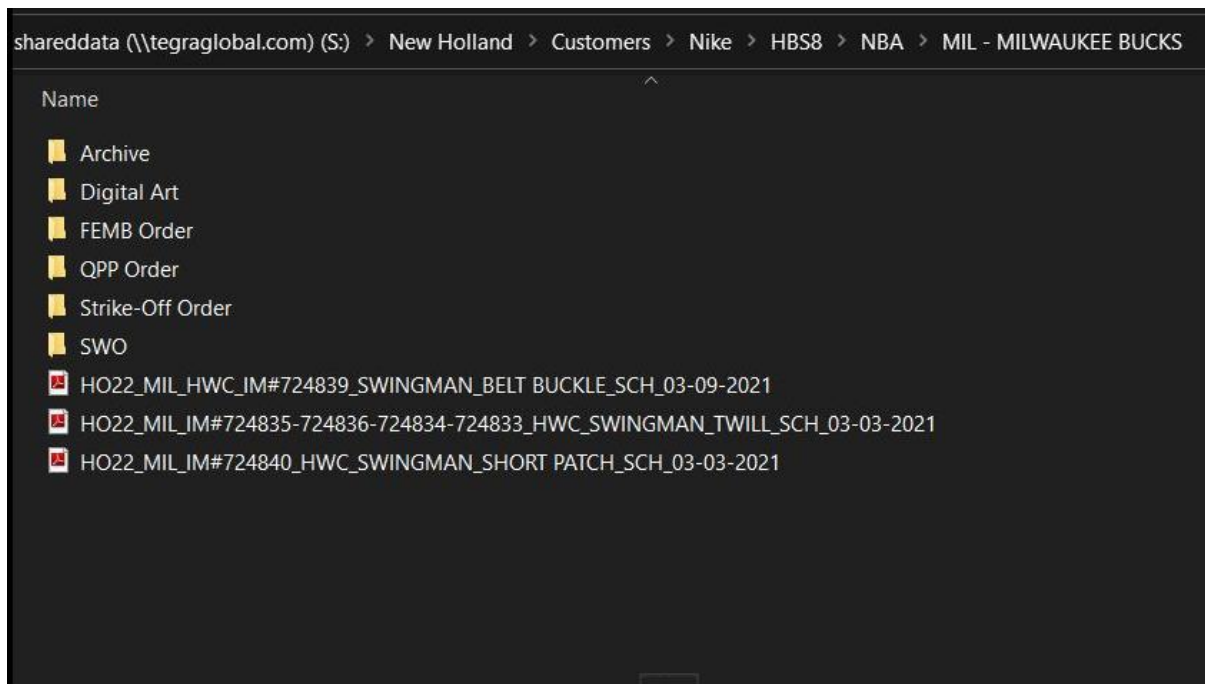 shareddata (\\tegraglobal.com) (S:) > New Holland > Customers > Nike > HBS8 > NBA > MIL - MILWAUKEE BUCKS
Name
Archive
Digital Art
FEMB Order
QPP Order
Strike-Off Order
SWO
HO22_MIL_HWC_IM#724839_SWINGMAN_BELT BUCKLE_SCH_03-09-2021
HO22_MIL_IM#724835-724836-724834-724833_HWC_SWINGMAN_TWILL_SCH_03-03-2021
HO22_MIL_IM#724840_HWC_SWINGMAN_SHORT PATCH_SCH_03-03-2021